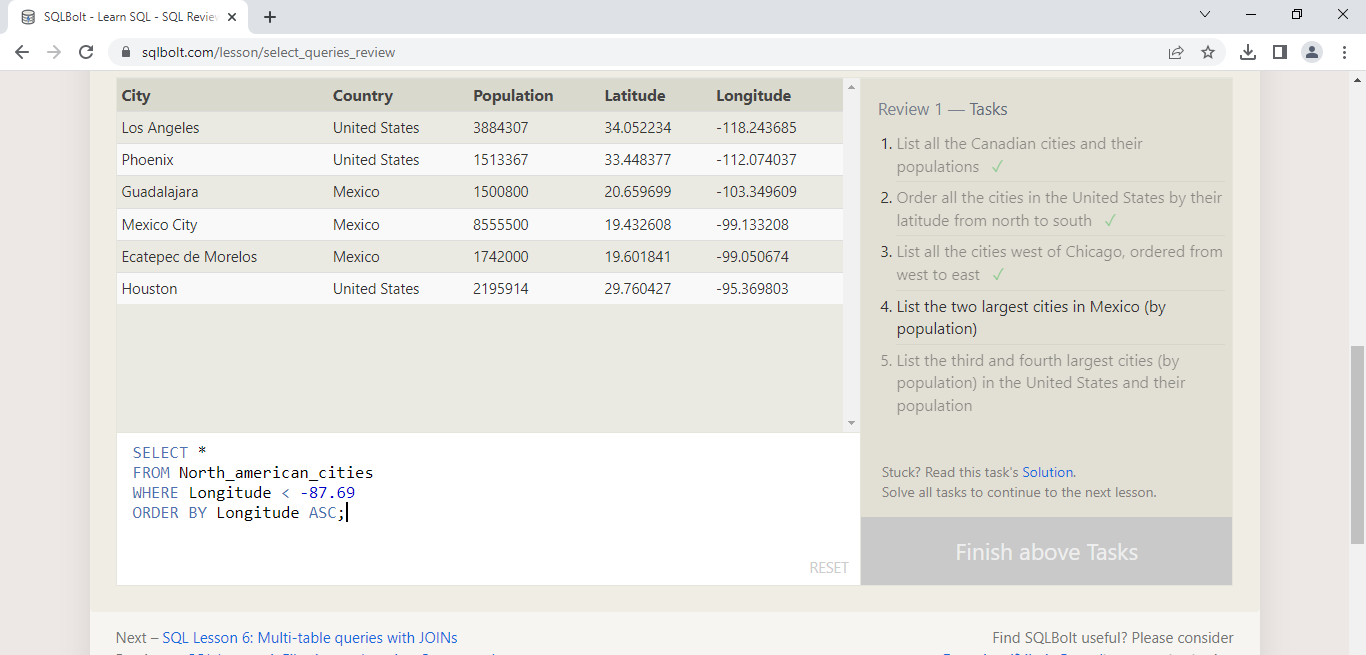 SQLBolt - Learn SQL - SQL Review
sqlbolt.com/lesson/select_queries_review
City Country Population Latitude Longitude
Los Angeles United States 3884307 34.052234 -118.243685
Phoenix United States 1513367 33.448377 -112.074037
Guadalajara Mexico 1500800 20.659699 -103.349609
Mexico City Mexico 8555500 19.432608 -99.133208
Ecatepec de Morelos Mexico 1742000 19.601841 -99.050674
Houston United States 2195914 29.760427 -95.369803
SELECT *
FROM North_american_cities
WHERE Longitude < -87.69
ORDER BY Longitude ASC;
RESET
Review 1 — Tasks
1. List all the Canadian cities and their
populations ✓
2. Order all the cities in the United States by their
latitude from north to south ✓
3. List all the cities west of Chicago, ordered from
west to east ✓
4. List the two largest cities in Mexico (by
population)
5. List the third and fourth largest cities (by
population) in the United States and their
population
Stuck? Read this task's Solution.
Solve all tasks to continue to the next lesson.
Finish above Tasks
Next – SQL Lesson 6: Multi-table queries with JOINs
Find SQLBolt useful? Please consider